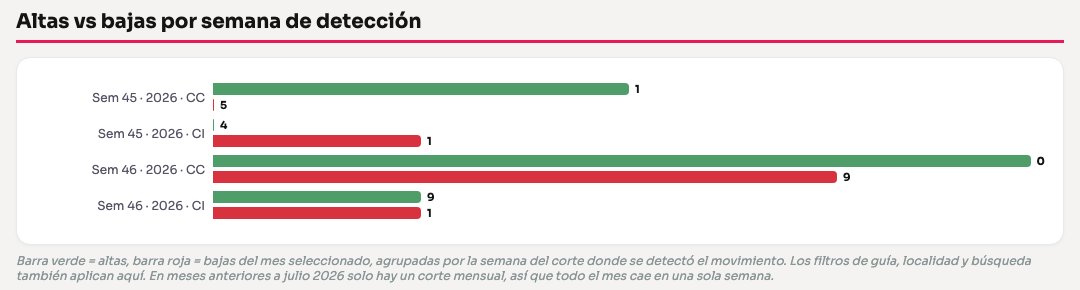 Altas vs bajas por semana de detección
Sem 45 · 2026 · CC
1
5
Sem 45 · 2026 · CI
4
1
Sem 46 · 2026 · CC
0
9
Sem 46 · 2026 · CI
9
1
Barra verde = altas, barra roja = bajas del mes seleccionado, agrupadas por la semana del corte donde se detectó el movimiento. Los filtros de guía, localidad y búsqueda
también aplican aquí. En meses anteriores a julio 2026 solo hay un corte mensual, así que todo el mes cae en una sola semana.